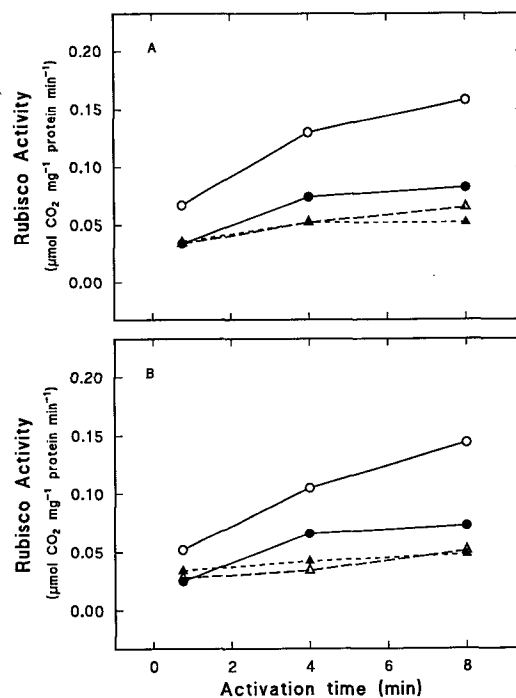 A
Rubisco Activity
(µmol CO₂ mg⁻¹ protein min⁻¹)
0.20
0.15
0.10
0.05
0.00
B
Rubisco Activity
(µmol CO₂ mg⁻¹ protein min⁻¹)
0.20
0.15
0.10
0.05
0.00
0 2 4 6 8
Activation time (min)